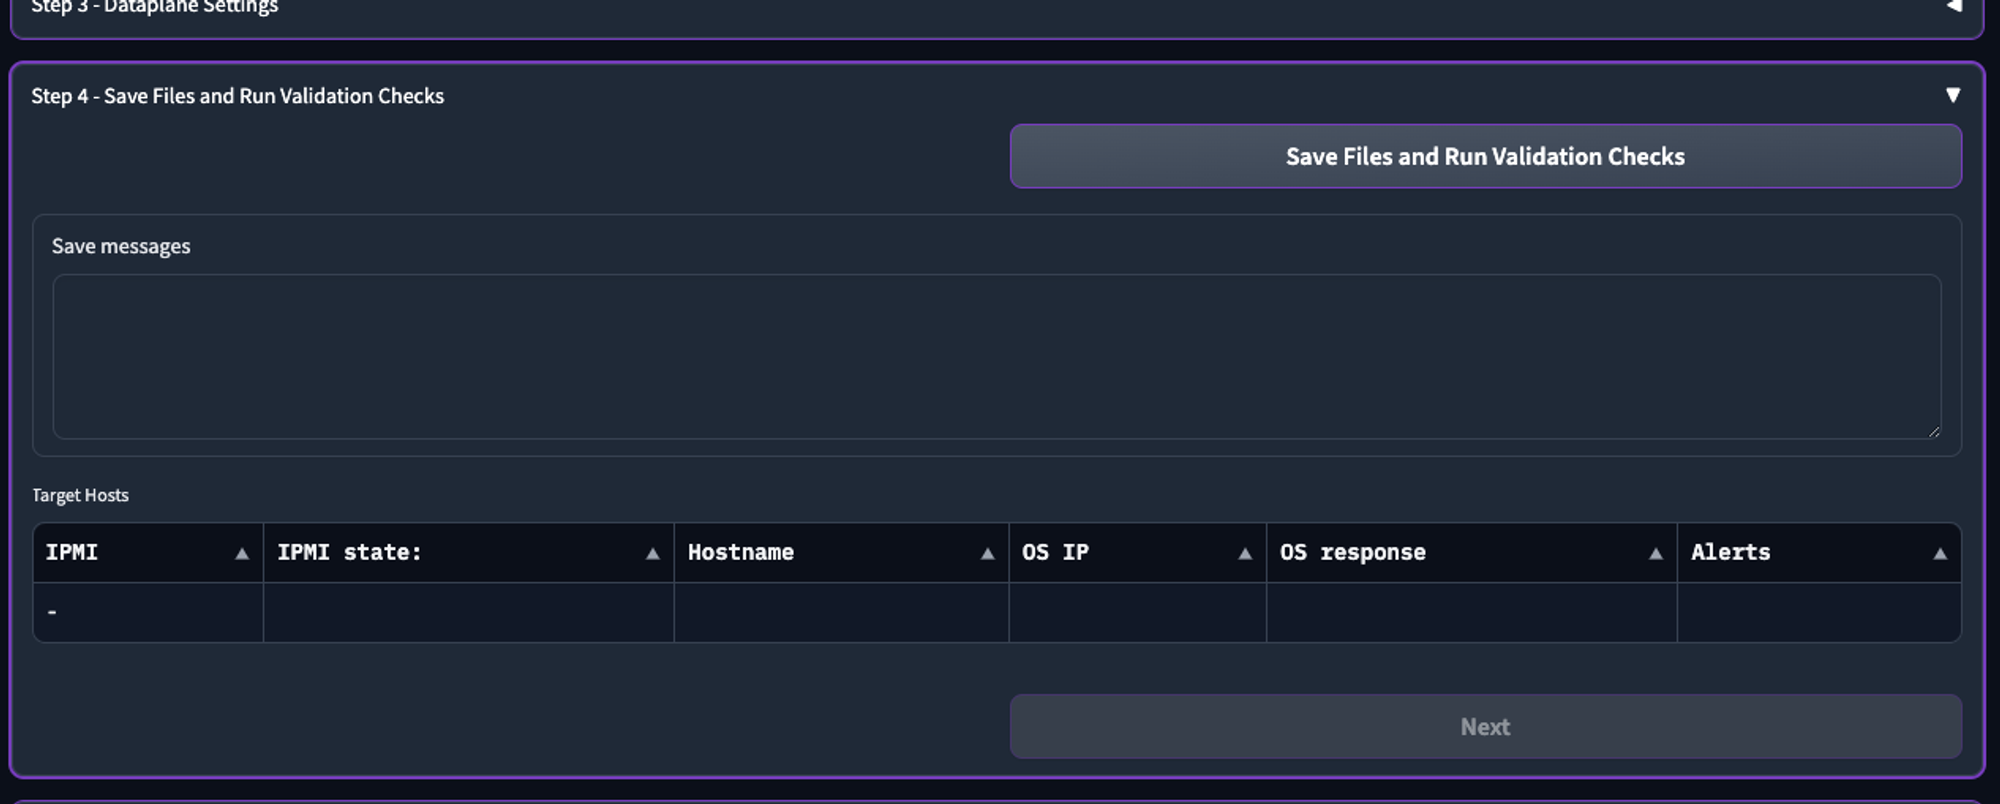 Step 3 - Dataplane Settings
Step 4 - Save Files and Run Validation Checks
Save Files and Run Validation Checks
Save messages
Target Hosts
IPMI IPMI state: Hostname OS IP OS response Alerts
-
Next